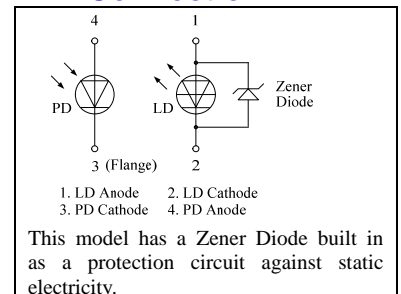 4 1
PD LD Zener
Diode
3 (Flange) 2
1. LD Anode 2. LD Cathode
3. PD Cathode 4. PD Anode
This model has a Zener Diode built in
as a protection circuit against static
electricity.